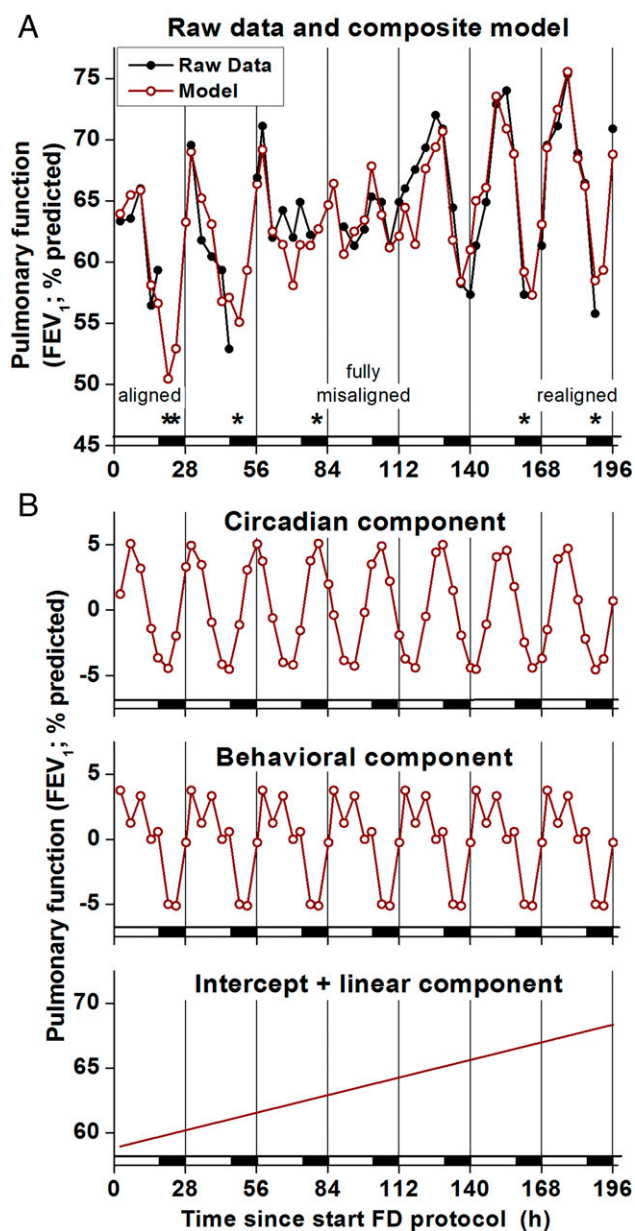 A
Raw data and composite model
Raw Data
Model
Pulmonary function
(FEV1; % predicted)
75
70
65
60
55
50
45
aligned
fully
misaligned
realigned
** * * * *
0 28 56 84 112 140 168 196
B
Circadian component
5
0
-5
Behavioral component
5
0
-5
Pulmonary function (FEV1; % predicted)
Intercept + linear component
70
65
60
0 28 56 84 112 140 168 196
Time since start FD protocol (h)